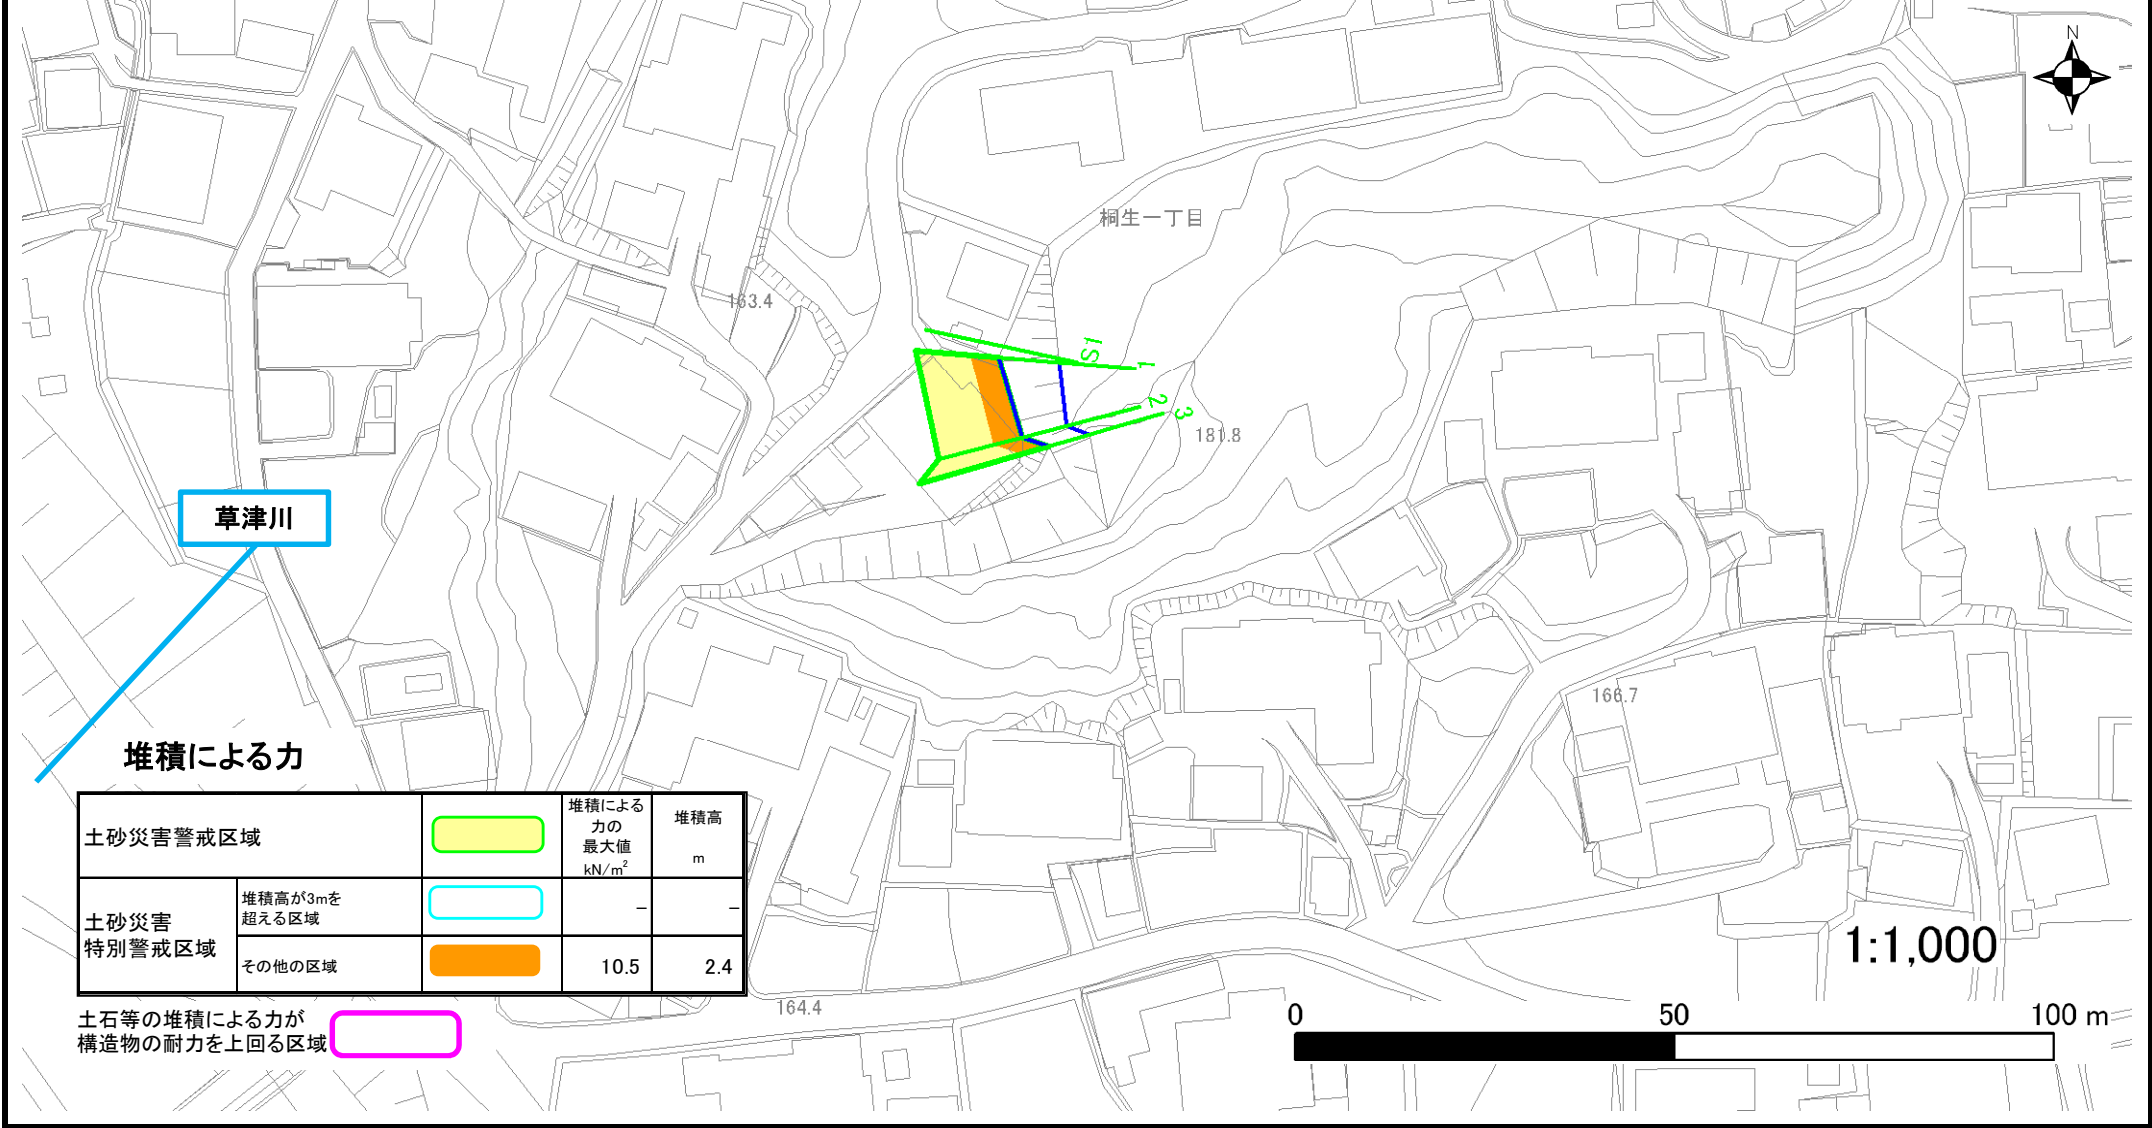 N
桐生一丁目
163.4
1S
1
2
3
181.8
草津川
166.7
堆積による力
土砂災害警戒区域
堆積による
力の
最大値
kN/m²
堆積高
m
土砂災害
特別警戒区域
堆積高が3mを
超える区域
－
－
その他の区域
10.5
2.4
土石等の堆積による力が
構造物の耐力を上回る区域
164.4
1:1,000
0 50 100 m